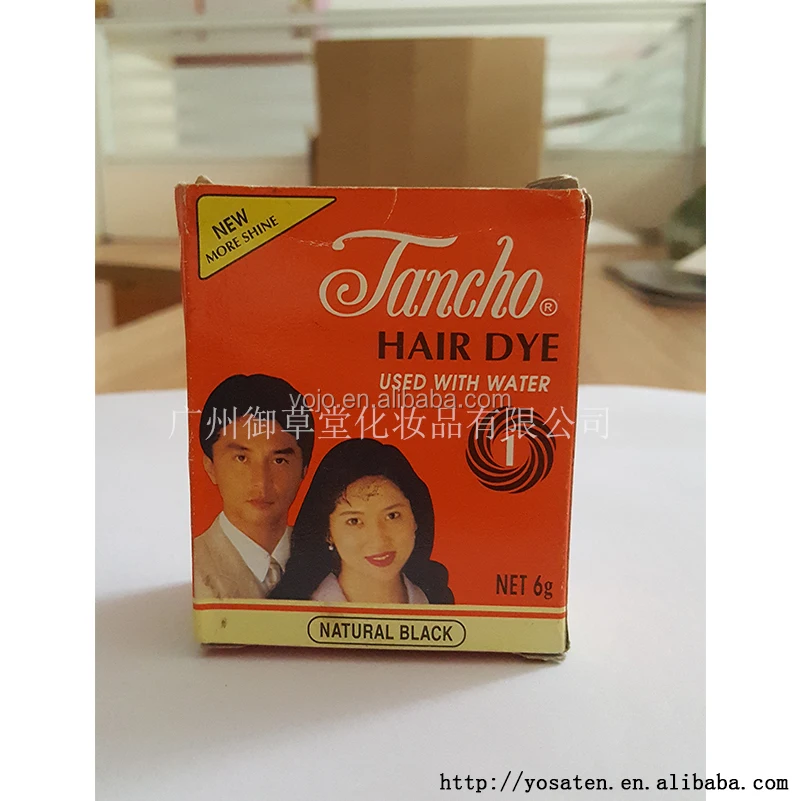 NEW
MORE SHINE
Tancho®
HAIR DYE
USED WITH WATER
yojo.en.alibaba.com
广州御草堂化妆品有限公司
1
NET 6g
NATURAL BLACK
http://yosaten.en.alibaba.com